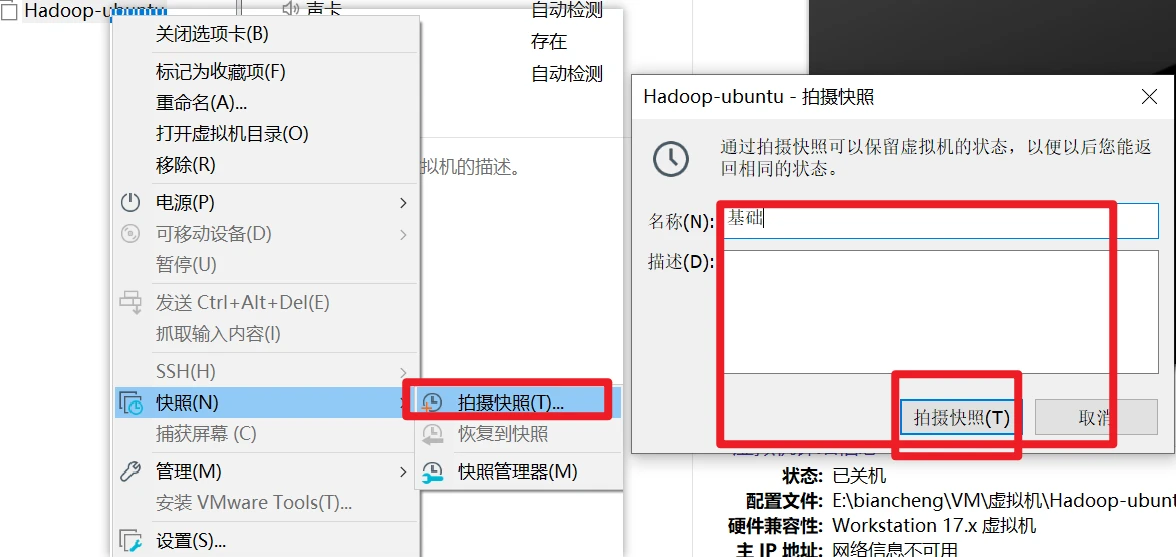 Hadoop-ubuntu
声卡
自动检测
存在
自动检测
拟机的描述。
关闭选项卡(B)
标记为收藏项(F)
重命名(A)...
打开虚拟机目录(O)
移除(R)
电源(P)
可移动设备(D)
暂停(U)
发送 Ctrl+Alt+Del(E)
抓取输入内容(I)
SSH(H)
快照(N)
捕获屏幕 (C)
管理(M)
安装 VMware Tools(T)...
设置(S)...
拍摄快照(T)...
恢复到快照
快照管理器(M)
Hadoop-ubuntu - 拍摄快照
通过拍摄快照可以保留虚拟机的状态，以便以后您能返
回相同的状态。
名称(N): 基础
描述(D):
拍摄快照(T)
取消
状态: 已关机
配置文件: E:\biancheng\VM\虚拟机\Hadoop-ubunt
硬件兼容性: Workstation 17.x 虚拟机
主 IP 地址: 网络信息不可用